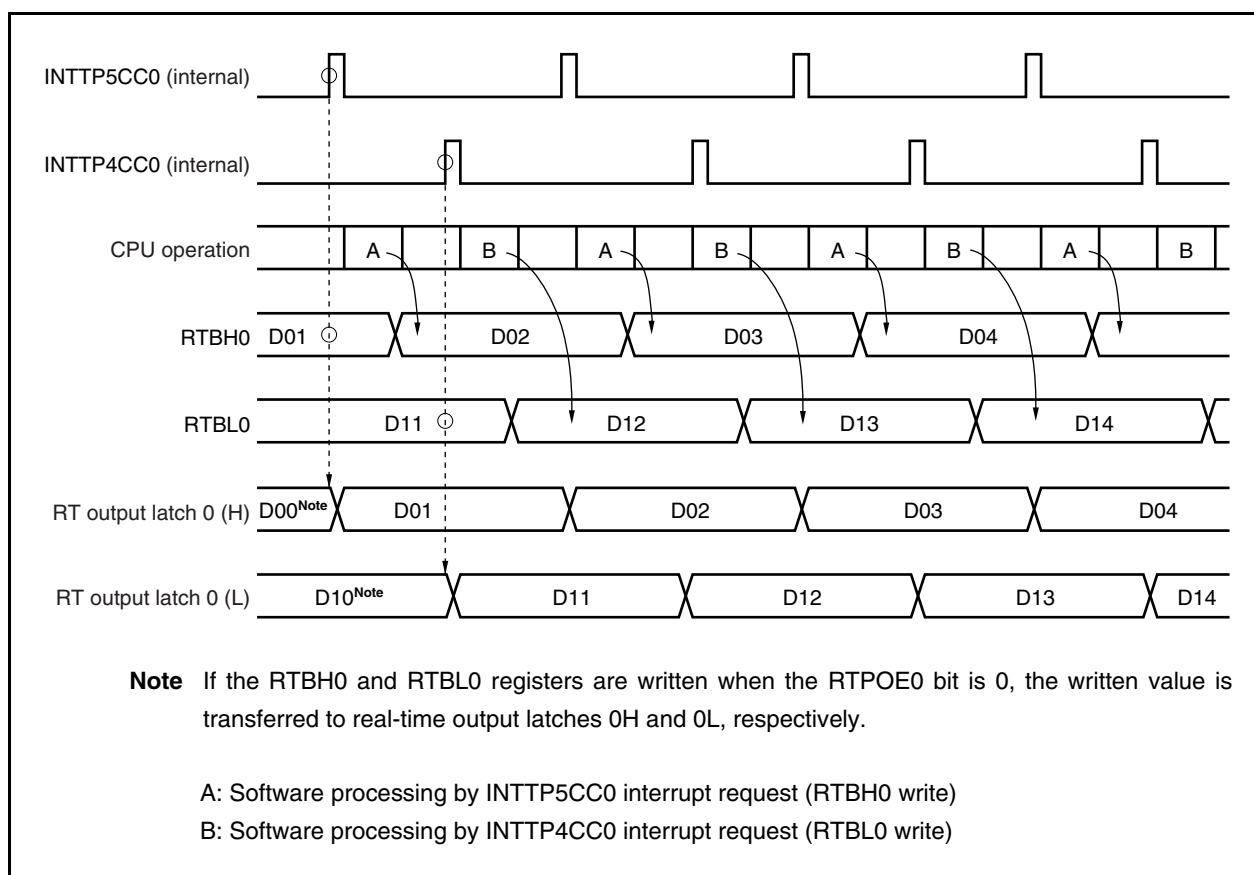 INTTP5CC0 (internal)
INTTP4CC0 (internal)
CPU operation
A B A B A B A B
RTBH0
D01 D02 D03 D04
RTBL0
D11 D12 D13 D14
RT output latch 0 (H)
D00Note D01 D02 D03 D04
RT output latch 0 (L)
D10Note D11 D12 D13 D14
Note If the RTBH0 and RTBL0 registers are written when the RTPOE0 bit is 0, the written value is
transferred to real-time output latches 0H and 0L, respectively.
A: Software processing by INTTP5CC0 interrupt request (RTBH0 write)
B: Software processing by INTTP4CC0 interrupt request (RTBL0 write)